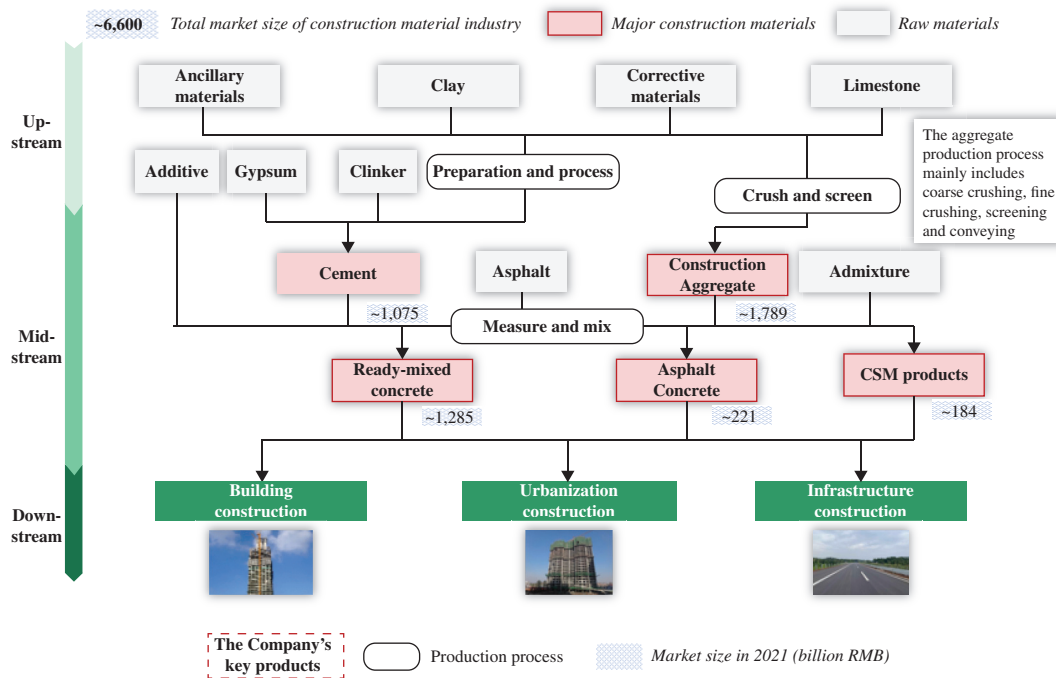 ~6,600
Total market size of construction material industry
Major construction materials
Raw materials
Up-
stream
Ancillary
materials
Clay
Corrective
materials
Limestone
The aggregate
production process
mainly includes
coarse crushing, fine
crushing, screening
and conveying
Additive
Gypsum
Clinker
Preparation and process
Crush and screen
Mid-
stream
Cement
Asphalt
Construction
Aggregate
Admixture
~1,075
Measure and mix
~1,789
Ready-mixed
concrete
Asphalt
Concrete
CSM products
~1,285
~221
~184
Down-
stream
Building
construction
Urbanization
construction
Infrastructure
construction
The Company's
key products
Production process
Market size in 2021 (billion RMB)